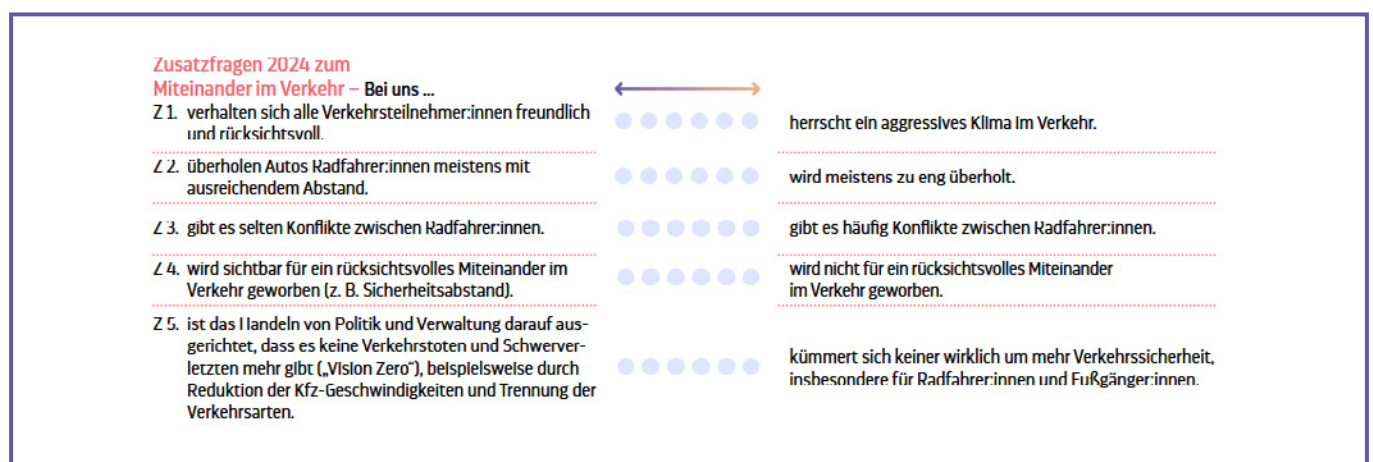 Zusatzfragen 2024 zum
Miteinander im Verkehr – Bei uns ...
Z 1. verhalten sich alle Verkehrsteilnehmer:innen freundlich
und rücksichtsvoll.
herrscht ein aggressives Klima im Verkehr.
Z 2. überholen Autos Radfahrer:innen meistens mit
ausreichendem Abstand.
wird meistens zu eng überholt.
Z 3. gibt es selten Konflikte zwischen Radfahrer:innen.
gibt es häufig Konflikte zwischen Radfahrer:innen.
Z 4. wird sichtbar für ein rücksichtsvolles Miteinander im
Verkehr geworben (z. B. Sicherheitsabstand).
wird nicht für ein rücksichtsvolles Miteinander
im Verkehr geworben.
Z 5. ist das Handeln von Politik und Verwaltung darauf aus-
gerichtet, dass es keine Verkehrstoten und Schwerver-
letzten mehr gibt („Vision Zero“), beispielsweise durch
Reduktion der Kfz-Geschwindigkeiten und Trennung der
Verkehrsarten.
kümmert sich keiner wirklich um mehr Verkehrssicherheit,
insbesondere für Radfahrer:innen und Fußgänger:innen.